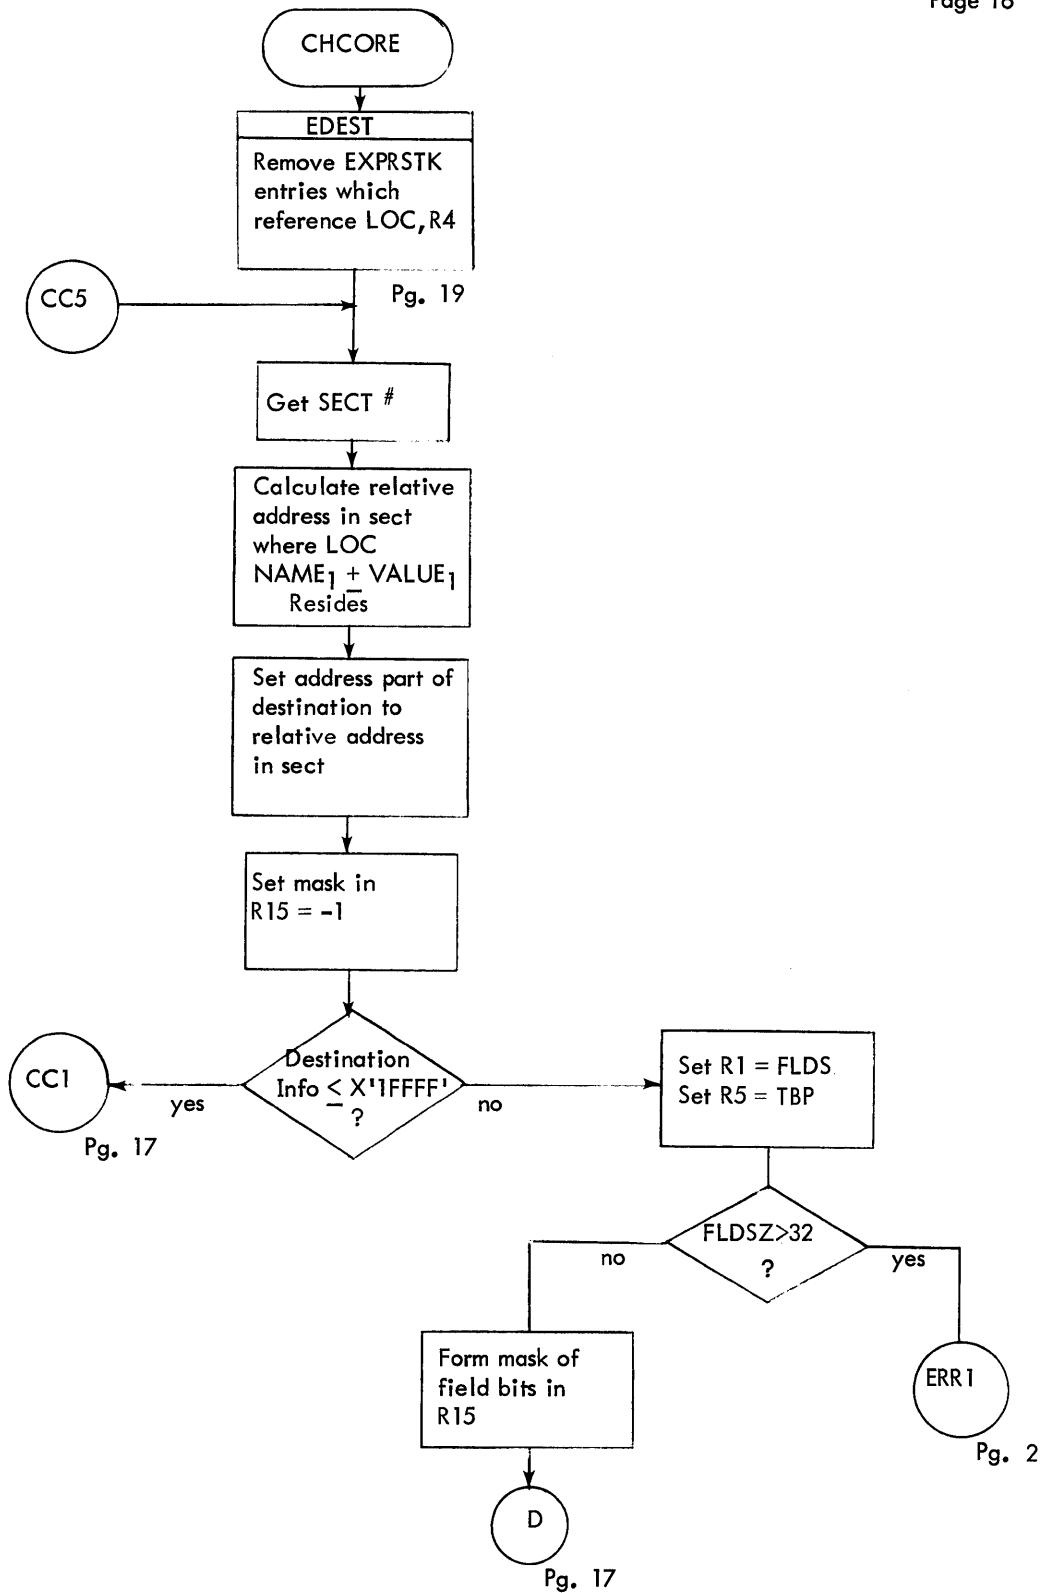 Page 16
CHCORE
EDEST
Remove EXPRSTK
entries which
reference LOC,R4
Pg. 19
CC5
Get SECT #
Calculate relative
address in sect
where LOC
NAME₁ ± VALUE₁
Resides
Set address part of
destination to
relative address
in sect
Set mask in
R15 = -1
Destination
Info ≤ X'1FFFF'
?
yes
no
CC1
Pg. 17
Set R1 = FLDS
Set R5 = TBP
FLDSZ>32
?
no
yes
Form mask of
field bits in
R15
ERR1
Pg. 2
D
Pg. 17